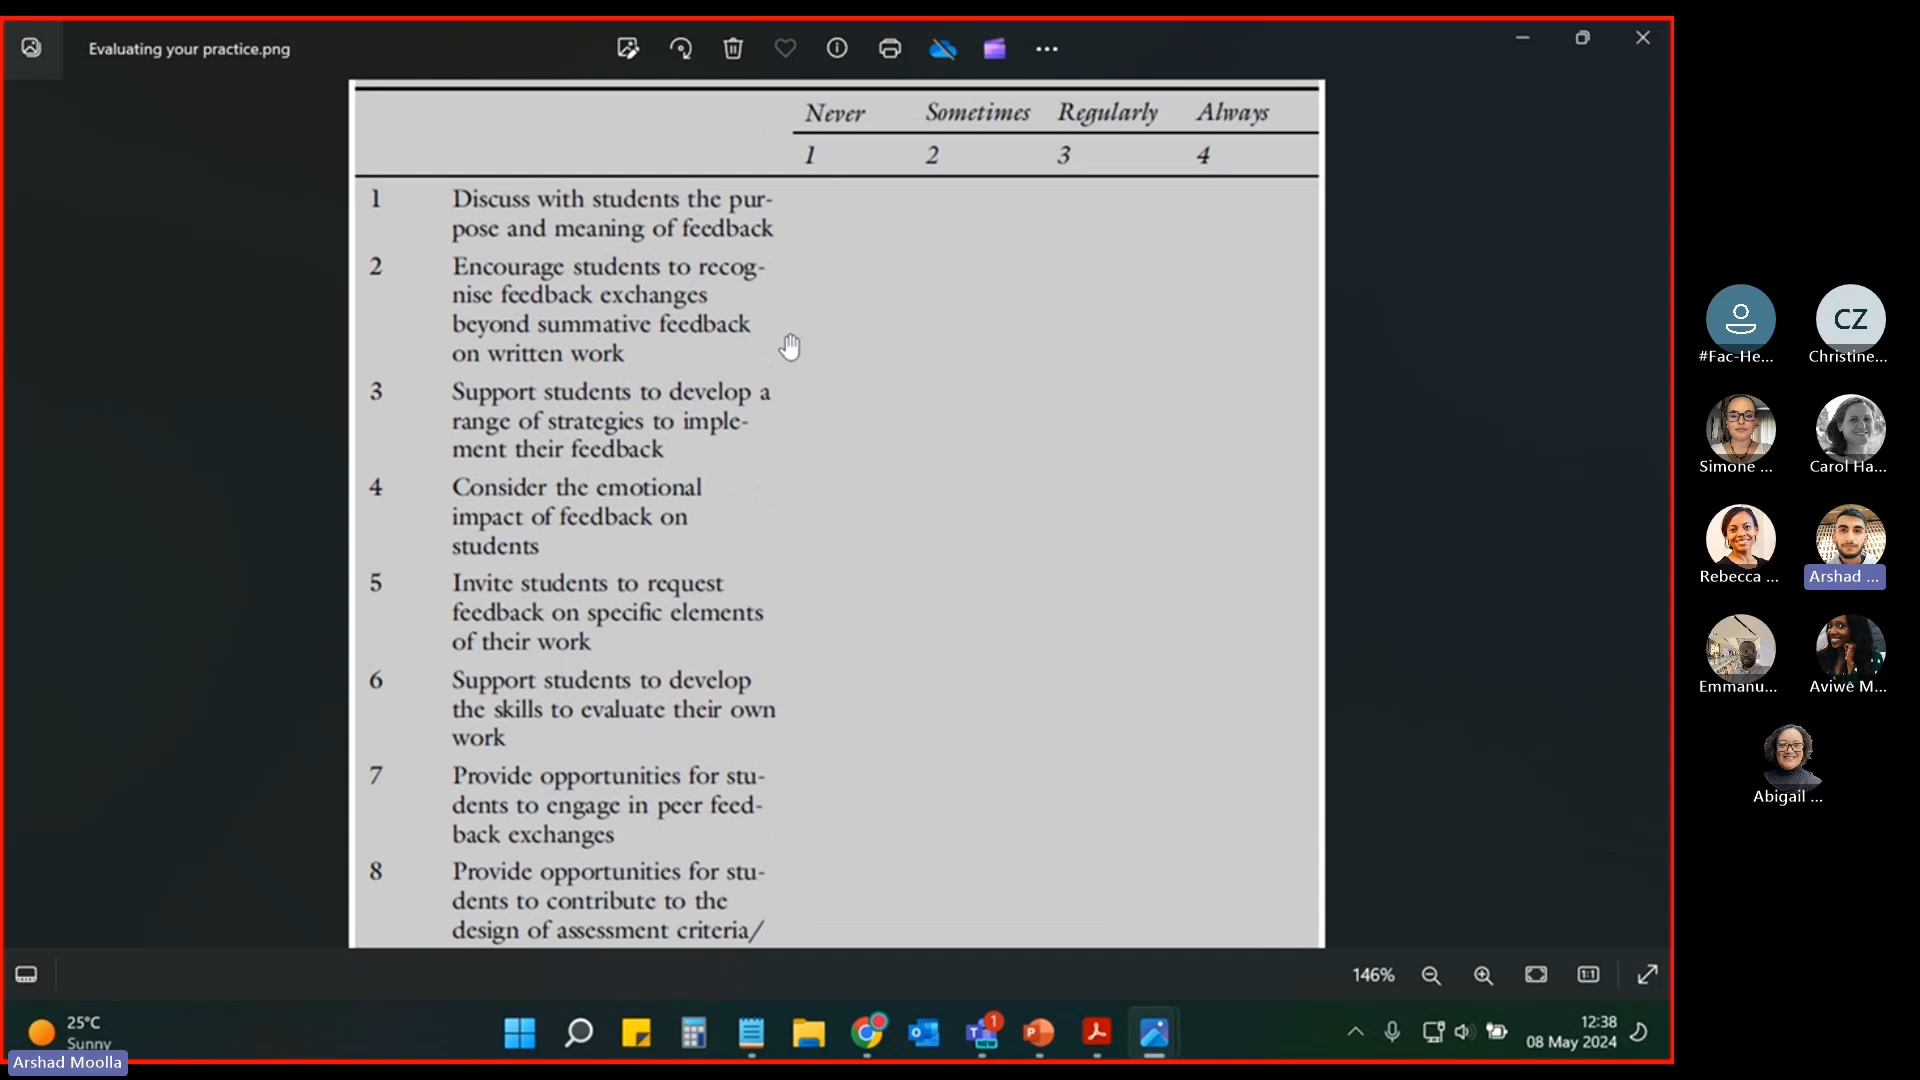 Evaluating your practice.png
Never Sometimes Regularly Always
1 2 3 4
1 Discuss with students the pur-
pose and meaning of feedback
2 Encourage students to recog-
nise feedback exchanges
beyond summative feedback
on written work
3 Support students to develop a
range of strategies to imple-
ment their feedback
4 Consider the emotional
impact of feedback on
students
5 Invite students to request
feedback on specific elements
of their work
6 Support students to develop
the skills to evaluate their own
work
7 Provide opportunities for stu-
dents to engage in peer feed-
back exchanges
8 Provide opportunities for stu-
dents to contribute to the
design of assessment criteria/
146%
1:1
25°C
Sunny
Arshad Moolla
1
NEW
12:38
08 May 2024
CZ
#Fac-He...
Christine...
Simone ...
Carol Ha...
Rebecca ...
Arshad ...
Emmanu...
Aviwe M...
Abigail ...